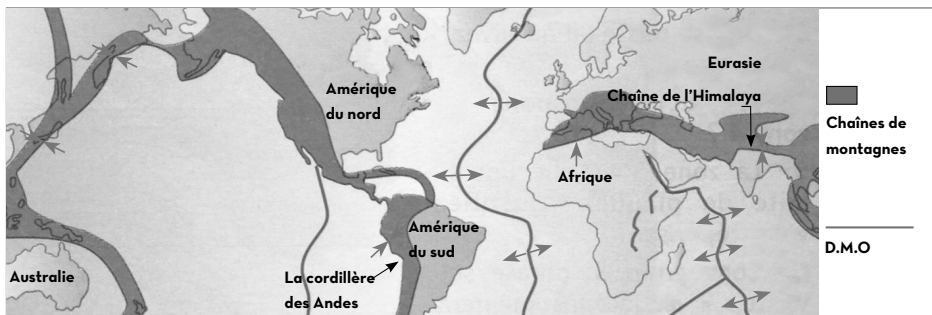 Eurasie
Chaîne de l'Himalaya
Amérique
du nord
Afrique
Amérique
du sud
Australie
La cordillère
des Andes
Chaînes de
montagnes
D.M.O